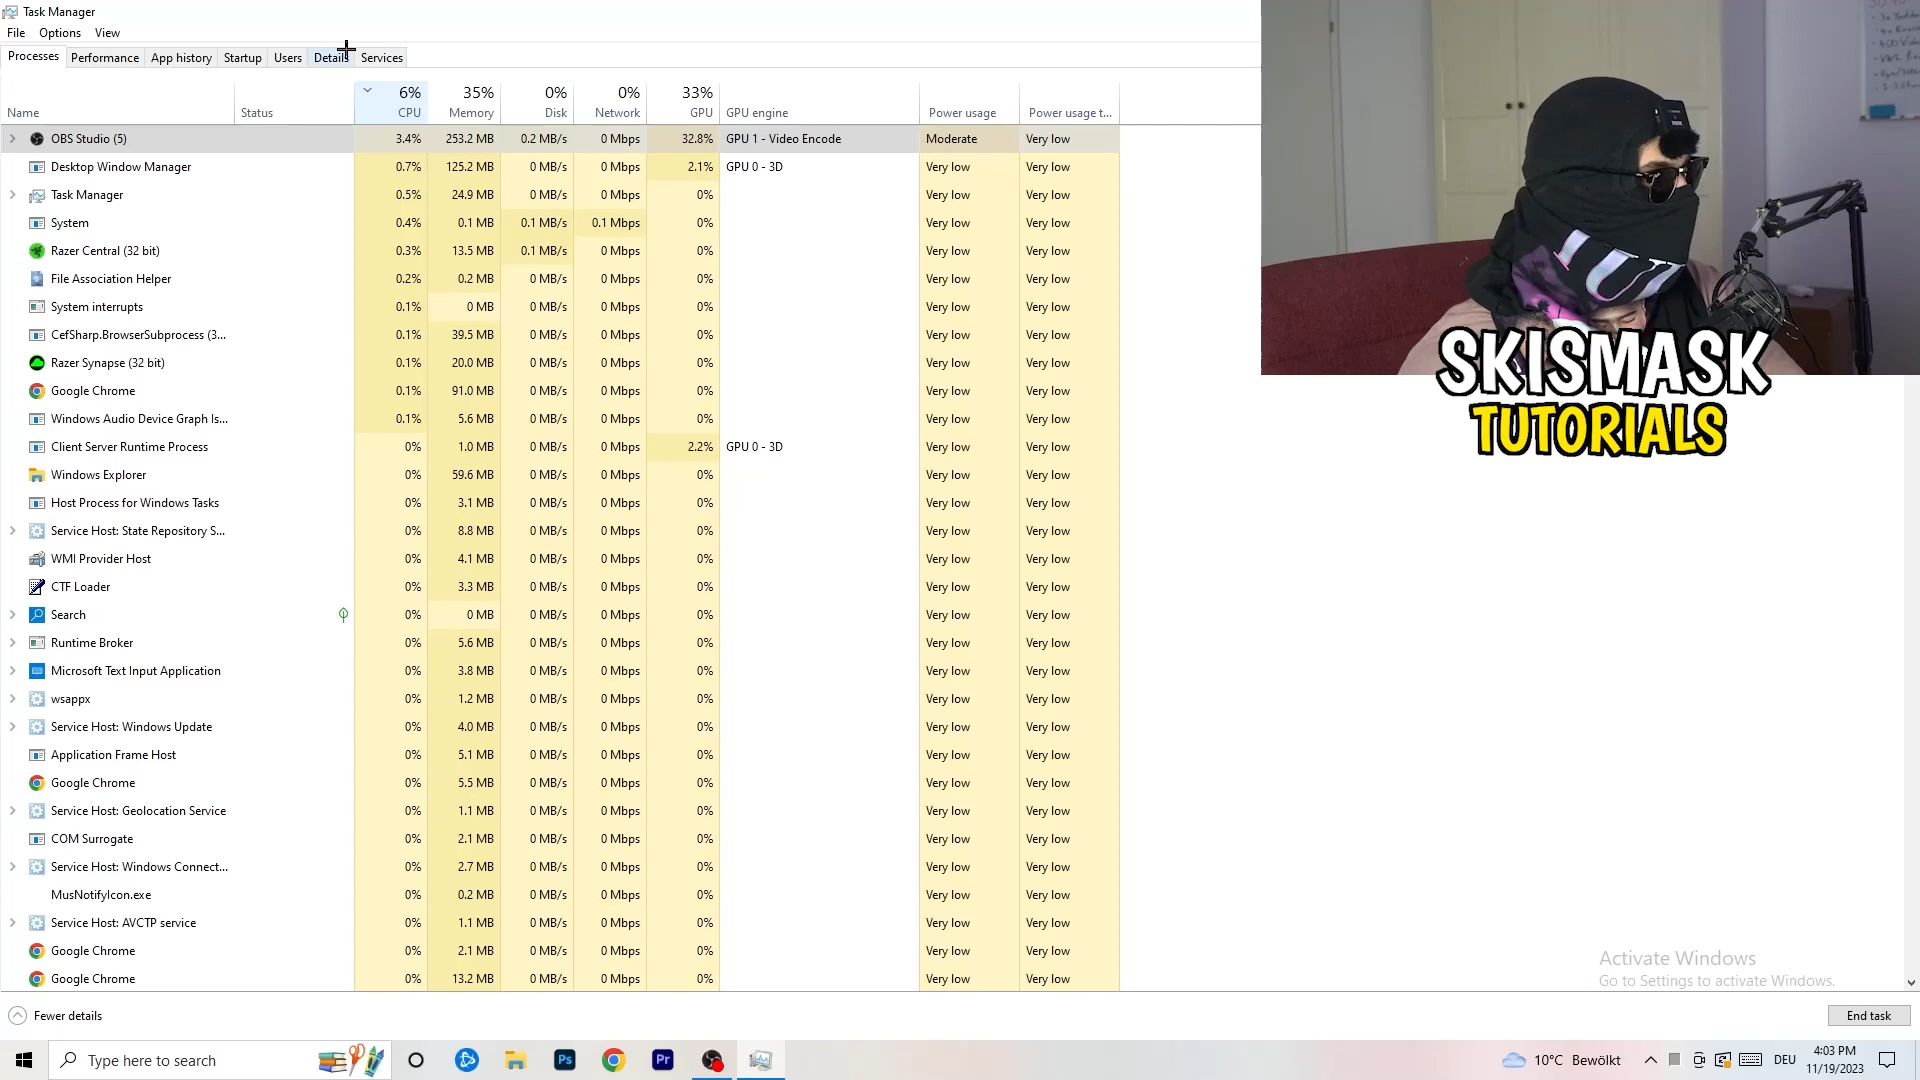 Task Manager
File Options View
Processes Performance App history Startup Users Details Services
6% 35% 0% 0% 33%
Name Status CPU Memory Disk Network GPU GPU engine Power usage Power usage t...
OBS Studio (5) 3.4% 253.2 MB 0.2 MB/s 0 Mbps 32.8% GPU 1 - Video Encode Moderate Very low
Desktop Window Manager 0.7% 125.2 MB 0 MB/s 0 Mbps 2.1% GPU 0 - 3D Very low Very low
Task Manager 0.5% 24.9 MB 0 MB/s 0 Mbps 0% Very low Very low
System 0.4% 0.1 MB 0.1 MB/s 0.1 Mbps 0% Very low Very low
Razer Central (32 bit) 0.3% 13.5 MB 0.1 MB/s 0 Mbps 0% Very low Very low
File Association Helper 0.2% 0.2 MB 0 MB/s 0 Mbps 0% Very low Very low
System interrupts 0.1% 0 MB 0 MB/s 0 Mbps 0% Very low Very low
CefSharp.BrowserSubprocess (3... 0.1% 39.5 MB 0 MB/s 0 Mbps 0% Very low Very low
Razer Synapse (32 bit) 0.1% 20.0 MB 0 MB/s 0 Mbps 0% Very low Very low
Google Chrome 0.1% 91.0 MB 0 MB/s 0 Mbps 0% Very low Very low
Windows Audio Device Graph Is... 0.1% 5.6 MB 0 MB/s 0 Mbps 0% Very low Very low
Client Server Runtime Process 0% 1.0 MB 0 MB/s 0 Mbps 2.2% GPU 0 - 3D Very low Very low
Windows Explorer 0% 59.6 MB 0 MB/s 0 Mbps 0% Very low Very low
Host Process for Windows Tasks 0% 3.1 MB 0 MB/s 0 Mbps 0% Very low Very low
Service Host: State Repository S... 0% 8.8 MB 0 MB/s 0 Mbps 0% Very low Very low
WMI Provider Host 0% 4.1 MB 0 MB/s 0 Mbps 0% Very low Very low
CTF Loader 0% 3.3 MB 0 MB/s 0 Mbps 0% Very low Very low
Search 0% 0 MB 0 MB/s 0 Mbps 0% Very low Very low
Runtime Broker 0% 5.6 MB 0 MB/s 0 Mbps 0% Very low Very low
Microsoft Text Input Application 0% 3.8 MB 0 MB/s 0 Mbps 0% Very low Very low
wsappx 0% 1.2 MB 0 MB/s 0 Mbps 0% Very low Very low
Service Host: Windows Update 0% 4.0 MB 0 MB/s 0 Mbps 0% Very low Very low
Application Frame Host 0% 5.1 MB 0 MB/s 0 Mbps 0% Very low Very low
Google Chrome 0% 5.5 MB 0 MB/s 0 Mbps 0% Very low Very low
Service Host: Geolocation Service 0% 1.1 MB 0 MB/s 0 Mbps 0% Very low Very low
COM Surrogate 0% 2.1 MB 0 MB/s 0 Mbps 0% Very low Very low
Service Host: Windows Connect... 0% 2.7 MB 0 MB/s 0 Mbps 0% Very low Very low
MusNotifyIcon.exe 0% 0.2 MB 0 MB/s 0 Mbps 0% Very low Very low
Service Host: AVCTP service 0% 1.1 MB 0 MB/s 0 Mbps 0% Very low Very low
Google Chrome 0% 2.1 MB 0 MB/s 0 Mbps 0% Very low Very low
Google Chrome 0% 13.2 MB 0 MB/s 0 Mbps 0% Very low Very low
SKISMASK
TUTORIALS
Activate Windows
Go to Settings to activate Windows.
Fewer details End task
Type here to search Ps Pr 10°C Bewölkt DEU 4:03 PM
11/19/2023